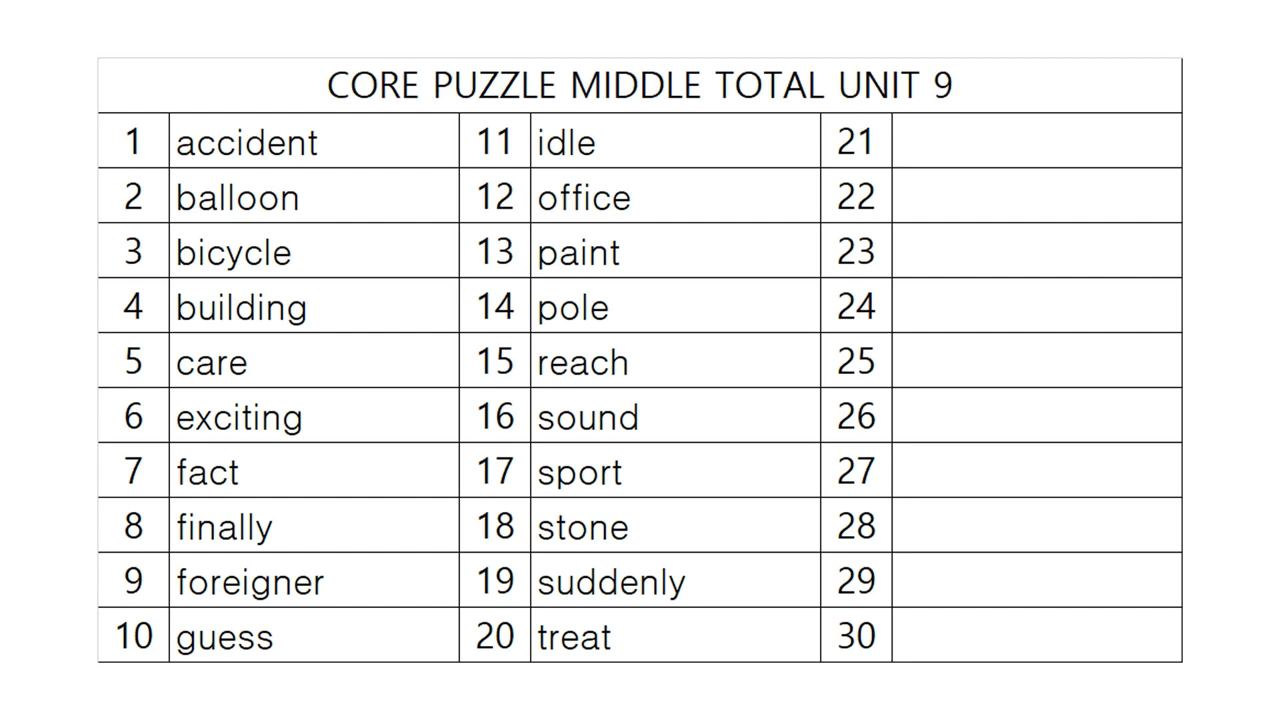 CORE PUZZLE MIDDLE TOTAL UNIT 9
1 accident 11 idle 21
2 balloon 12 office 22
3 bicycle 13 paint 23
4 building 14 pole 24
5 care 15 reach 25
6 exciting 16 sound 26
7 fact 17 sport 27
8 finally 18 stone 28
9 foreigner 19 suddenly 29
10 guess 20 treat 30